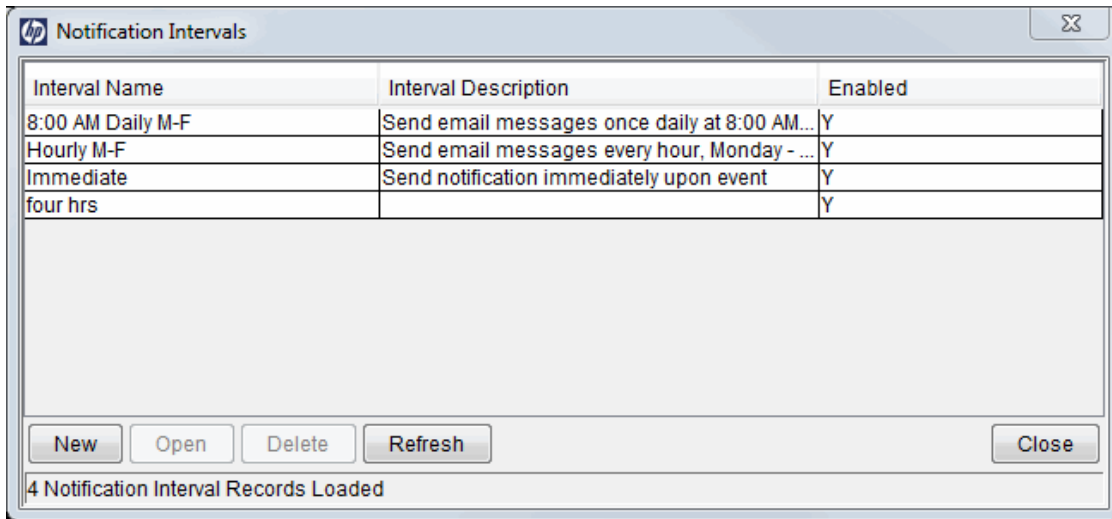 hp Notification Intervals
Interval Name Interval Description Enabled
8:00 AM Daily M-F Send email messages once daily at 8:00 AM... Y
Hourly M-F Send email messages every hour, Monday - ... Y
Immediate Send notification immediately upon event Y
four hrs Y
New Open Delete Refresh Close
4 Notification Interval Records Loaded